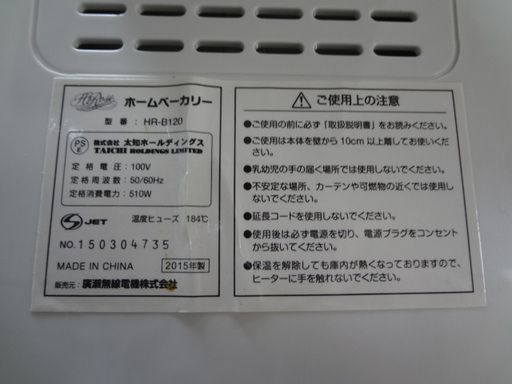 ホームベーカリー
型番：HR-B120
PS
E
株式会社 太知ホールディングス
TAICHI HOLDINGS LIMITED
定格電圧：100V
定格周波数：50/60Hz
定格消費電力：510W
S JET 温度ヒューズ 184℃
NO.150304735
MADE IN CHINA 2015年製
販売元：廣瀬無線電機株式会社
ご使用上の注意
●ご使用の前に必ず「取扱説明書」をお読みください。
●ご使用は本体を壁から10cm以上離してお使いくだ
さい。
●乳幼児の手の届く場所では使用しないでください。
●不安定な場所、カーテンや可燃物の近くでは使用し
ないでください。
●延長コードを使用しないでください。
●使用後は必ず電源を切り、電源プラグをコンセント
から抜いてください。
●保温を解除しても庫内が熱くなっておりますので、
ヒーターに手を触れないでください。